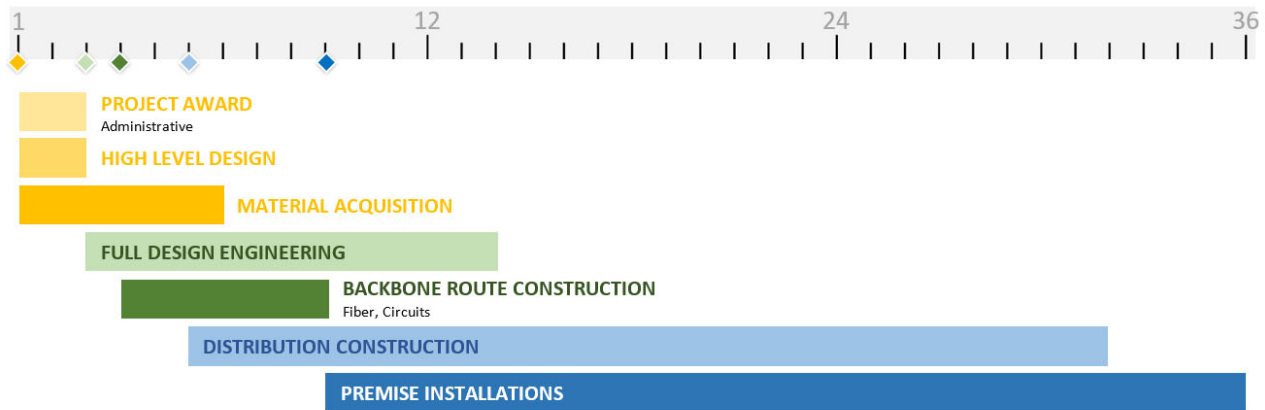 1 12 24 36
PROJECT AWARD
Administrative
HIGH LEVEL DESIGN
MATERIAL ACQUISITION
FULL DESIGN ENGINEERING
BACKBONE ROUTE CONSTRUCTION
Fiber, Circuits
DISTRIBUTION CONSTRUCTION
PREMISE INSTALLATIONS